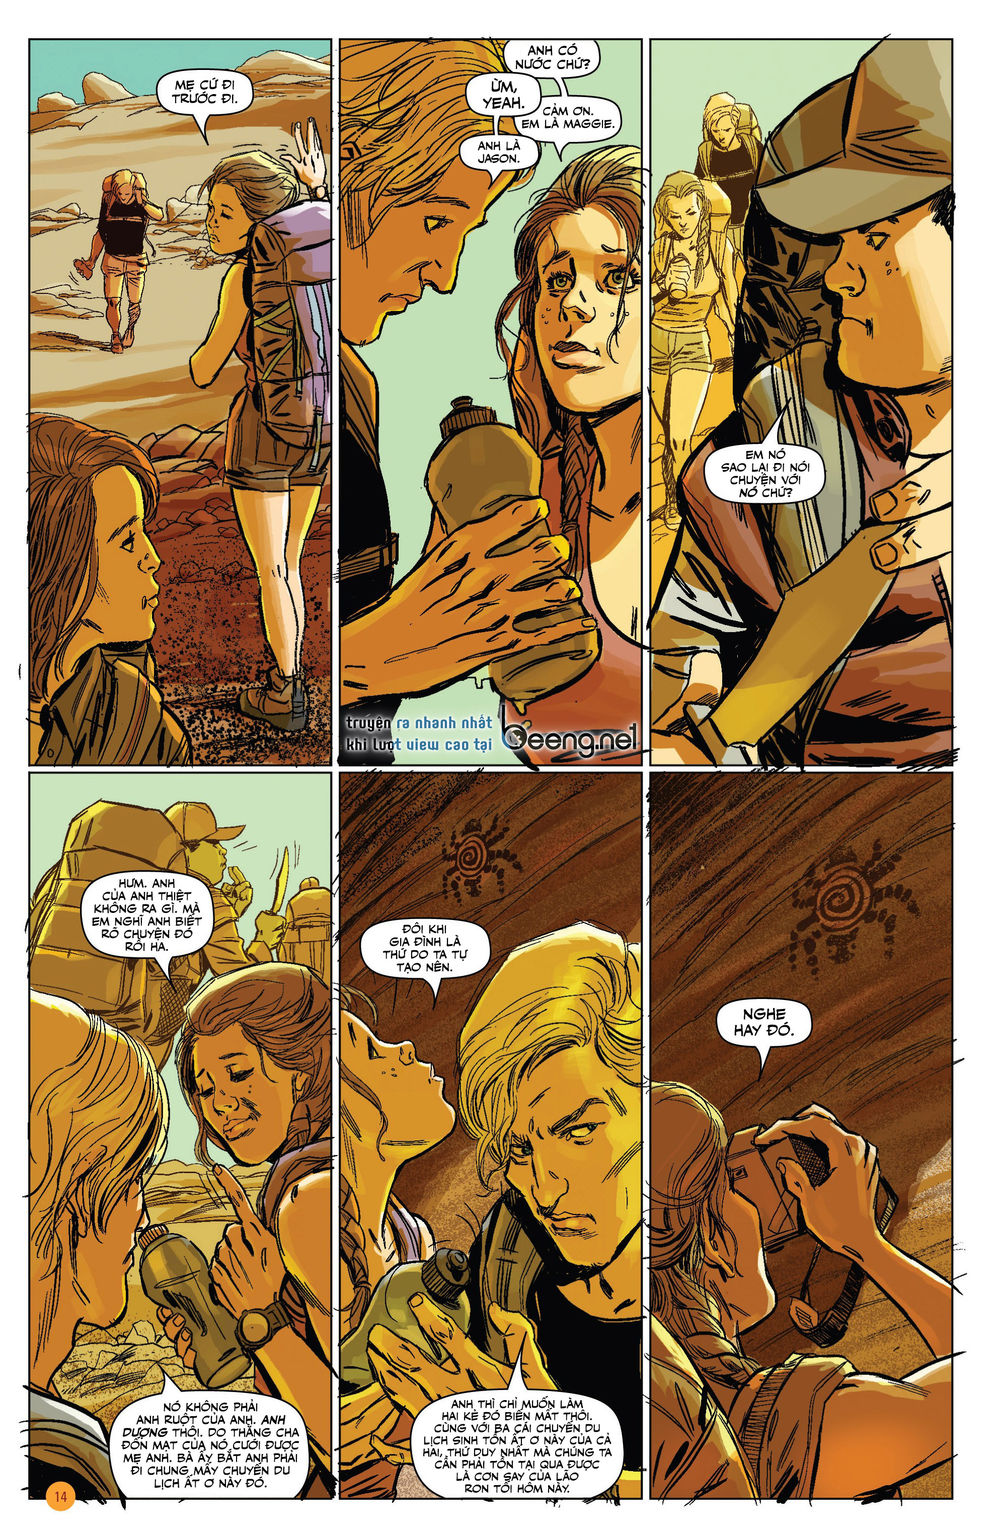 MẸ CỨ ĐI
TRƯỚC ĐI.
ANH CÓ
NƯỚC CHỨ?
ỪM,
YEAH.
CẢM ƠN.
EM LÀ MAGGIE.
ANH LÀ
JASON.
EM NÓ
SAO LẠI ĐI NÓI
CHUYỆN VỚI
NÓ CHỨ?
truyện ra nhanh nhất
khi lượt view cao tại
Beeng.net
HƯM. ANH
CỦA ANH THIỆT
KHÔNG RA GÌ. MÀ
EM NGHĨ ANH BIẾT
RÕ CHUYỆN ĐÓ
RỒI HA.
NÓ KHÔNG PHẢI
ANH RUỘT CỦA ANH. ANH
DƯỢNG THÔI. DO THẰNG CHA
ĐỐN MẠT CỦA NÓ CƯỚI ĐƯỢC
MẸ ANH. BÀ ẤY BẮT ANH PHẢI
ĐI CHUNG MẤY CHUYẾN DU
LỊCH ẤT Ơ NÀY ĐÓ.
ĐÔI KHI
GIA ĐÌNH LÀ
THỨ DO TA TỰ
TẠO NÊN.
ANH THÌ CHỈ MUỐN LÀM
HAI KẺ ĐÓ BIẾN MẤT THÔI.
CÙNG VỚI BA CÁI CHUYẾN DU
LỊCH SINH TỒN ẤT Ơ NÀY CỦA CẢ
HAI, THỨ DUY NHẤT MÀ CHÚNG TA
CẦN PHẢI TỒN TẠI QUA ĐƯỢC
LÀ CƠN SAY CỦA LÃO
RON TỐI HÔM NAY.
NGHE
HAY ĐÓ.
14